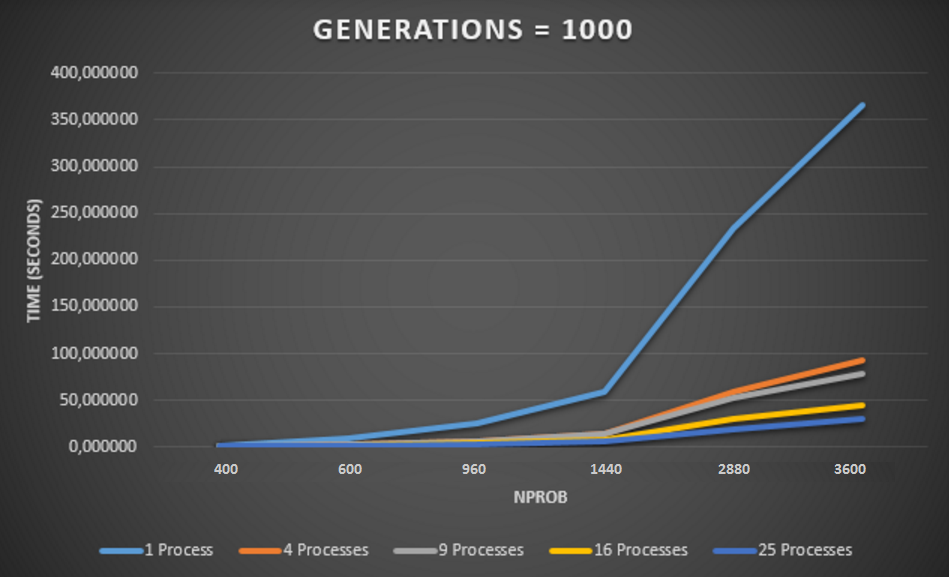 GENERATIONS = 1000
400,000000
350,000000
300,000000
250,000000
200,000000
150,000000
100,000000
50,000000
0,000000
TIME (SECONDS)
400 600 960 1440 2880 3600
NPROB
1 Process 4 Processes 9 Processes 16 Processes 25 Processes